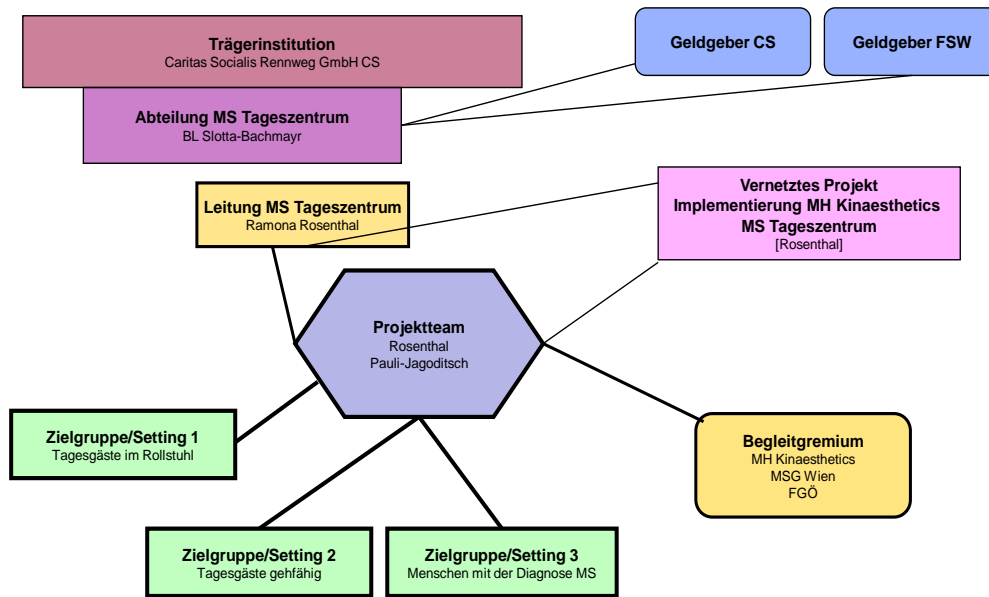 Trägerinstitution
Caritas Socialis Rennweg GmbH CS
Geldgeber CS
Geldgeber FSW
Abteilung MS Tageszentrum
BL Slotta-Bachmayr
Leitung MS Tageszentrum
Ramona Rosenthal
Vernetztes Projekt
Implementierung MH Kinaesthetics
MS Tageszentrum
[Rosenthal]
Projektteam
Rosenthal
Pauli-Jagoditsch
Zielgruppe/Setting 1
Tagesgäste im Rollstuhl
Begleitgremium
MH Kinaesthetics
MSG Wien
FGÖ
Zielgruppe/Setting 2
Tagesgäste gehfähig
Zielgruppe/Setting 3
Menschen mit der Diagnose MS